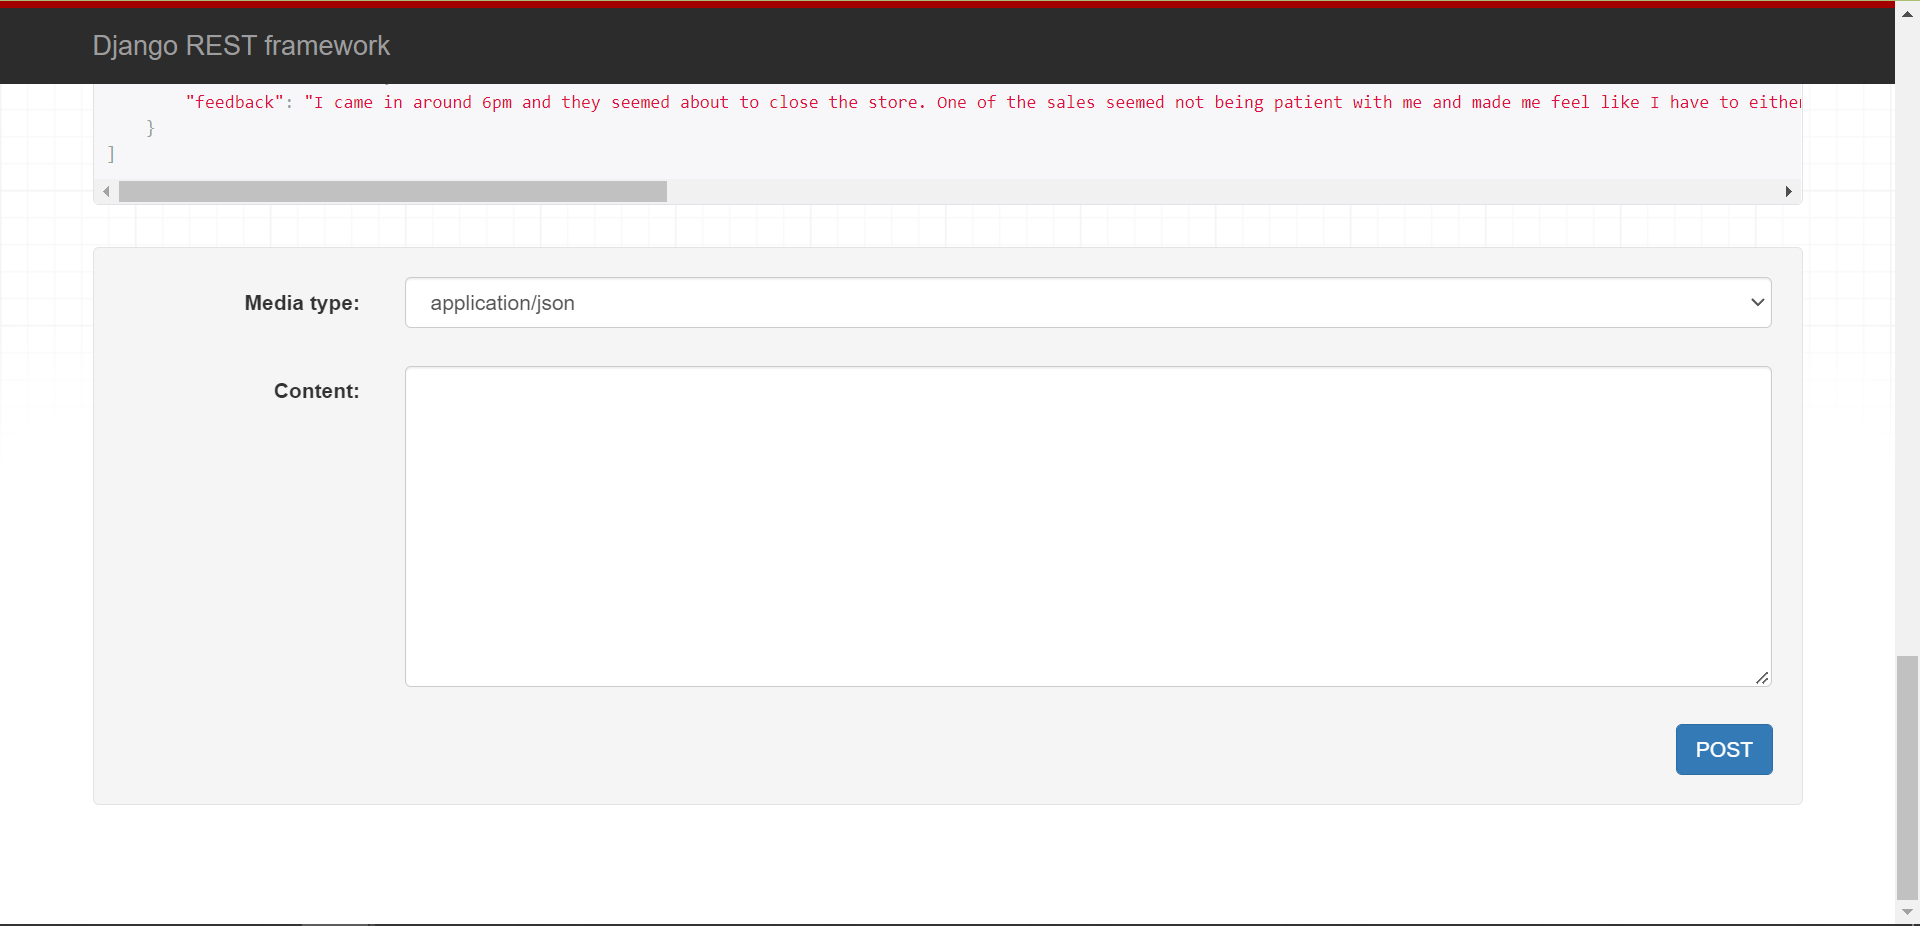 Django REST framework
"feedback": "I came in around 6pm and they seemed about to close the store. One of the sales seemed not being patient with me and made me feel like I have to either
}
]
Media type:
application/json
Content:
POST